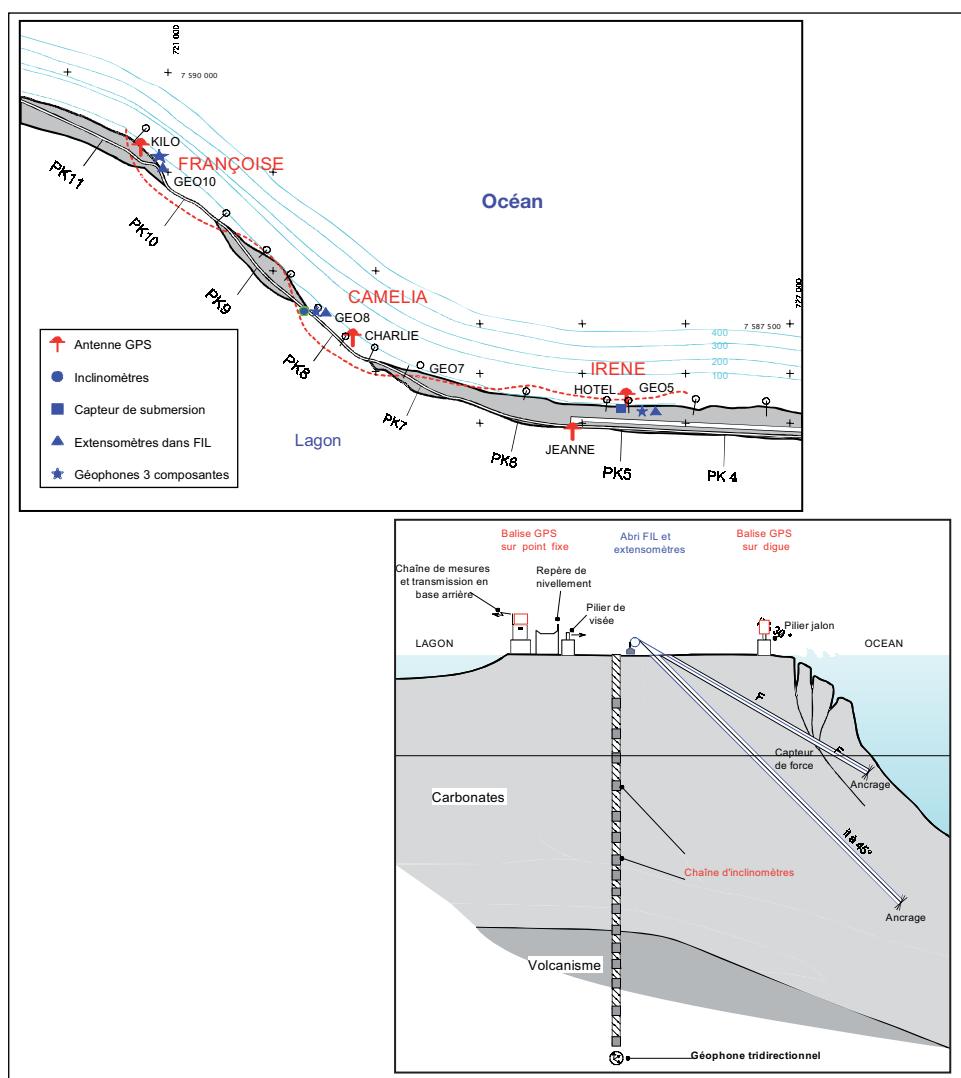 721 000
7 590 000
KILO
FRANÇOISE
GEO10
PK11
PK10
Océan
PK9
CAMELIA
GEO8
CHARLIE
PK8
GEO7
PK7
727 000
7 587 500
400
300
200
100
IRENE
HOTEL
GEO5
JEANNE
PK6
PK5
PK 4
Lagon
Antenne GPS
Inclinomètres
Capteur de submersion
Extensomètres dans FIL
Géophones 3 composantes
Balise GPS
sur point fixe
Abri FIL et
extensomètres
Balise GPS
sur digue
Chaîne de mesures
et transmission en
base arrière
Repère de
nivellement
Pilier de
visée
30°
Pilier jalon
LAGON
OCEAN
F
F
Capteur
de force
Ancrage
Carbonates
il à 45°
Chaîne d'inclinomètres
Ancrage
Volcanisme
Géophone tridirectionnel